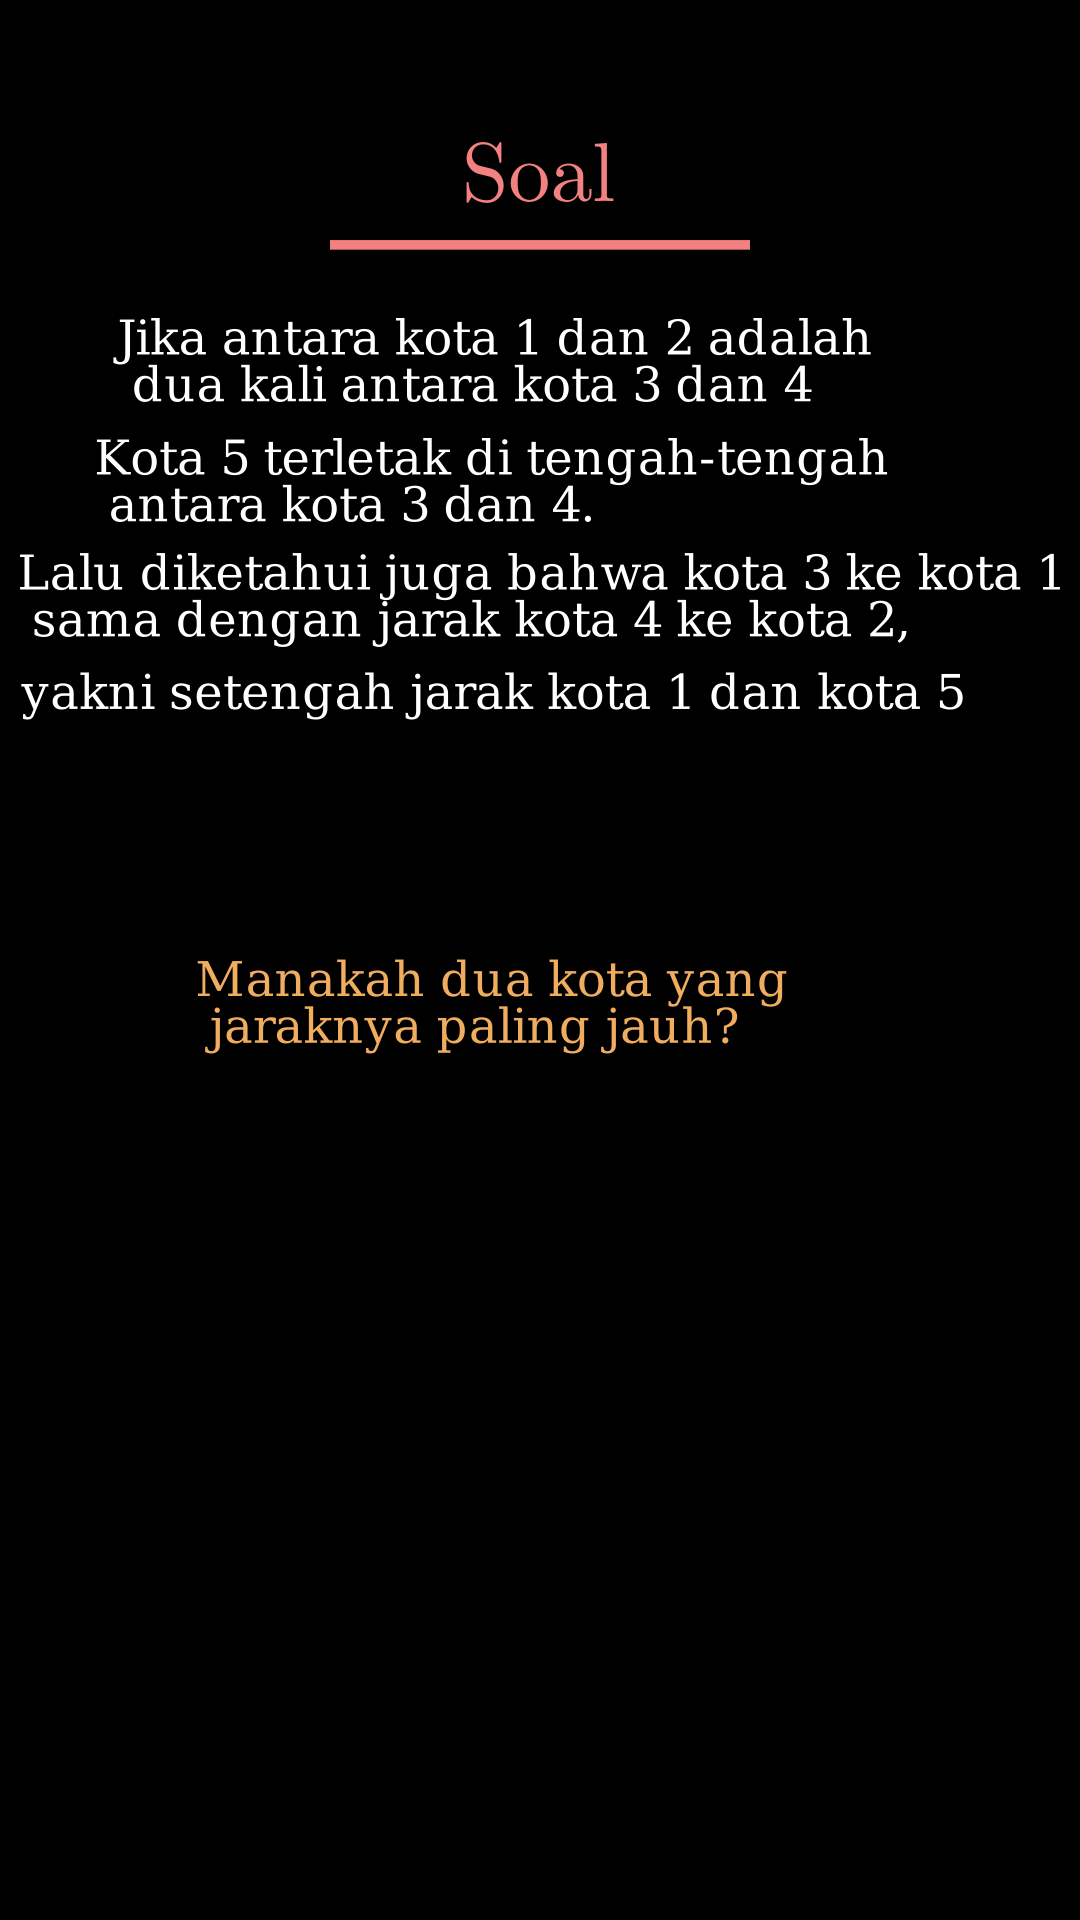 Soal
Jika antara kota 1 dan 2 adalah
dua kali antara kota 3 dan 4
Kota 5 terletak di tengah-tengah
antara kota 3 dan 4.
Lalu diketahui juga bahwa kota 3 ke kota 1
sama dengan jarak kota 4 ke kota 2,
yakni setengah jarak kota 1 dan kota 5
Manakah dua kota yang
jaraknya paling jauh?